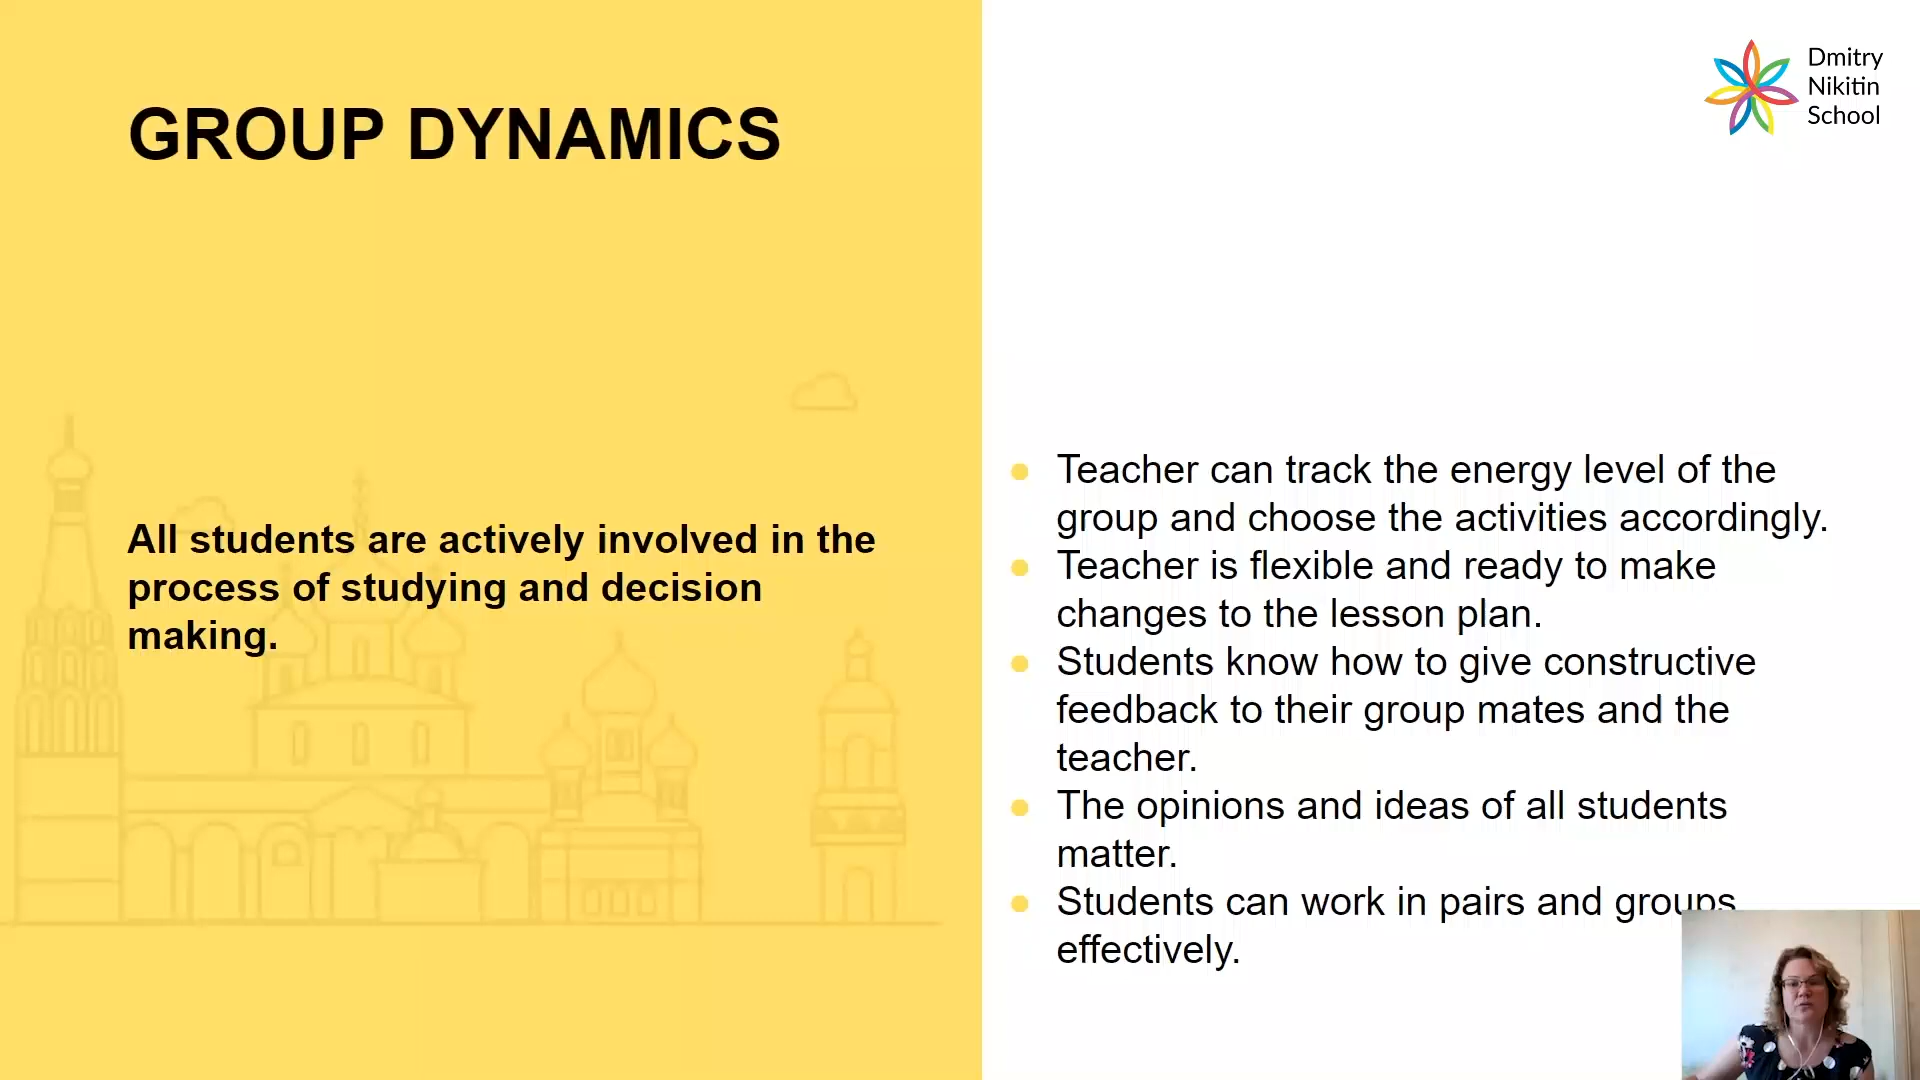 GROUP DYNAMICS
Dmitry
Nikitin
School
All students are actively involved in the
process of studying and decision
making.
Teacher can track the energy level of the
group and choose the activities accordingly.
Teacher is flexible and ready to make
changes to the lesson plan.
Students know how to give constructive
feedback to their group mates and the
teacher.
The opinions and ideas of all students
matter.
Students can work in pairs and groups
effectively.